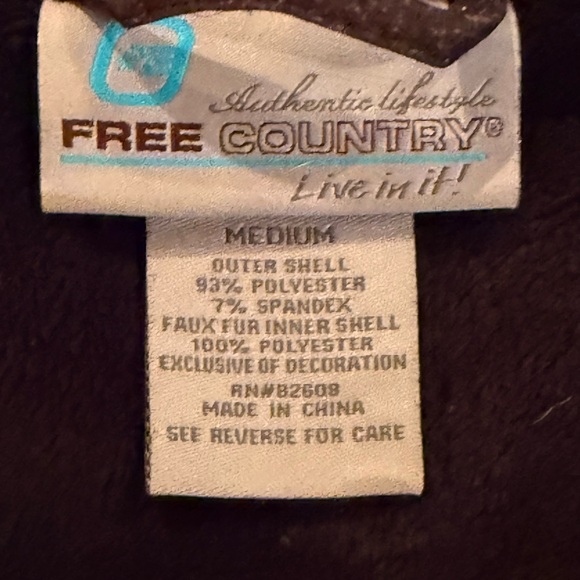 Authentic lifestyle
FREE COUNTRY®
Live in it!
MEDIUM
OUTER SHELL
93% POLYESTER
7% SPANDEX
FAUX FUR INNER SHELL
100% POLYESTER
EXCLUSIVE OF DECORATION
RN#82608
MADE IN CHINA
SEE REVERSE FOR CARE